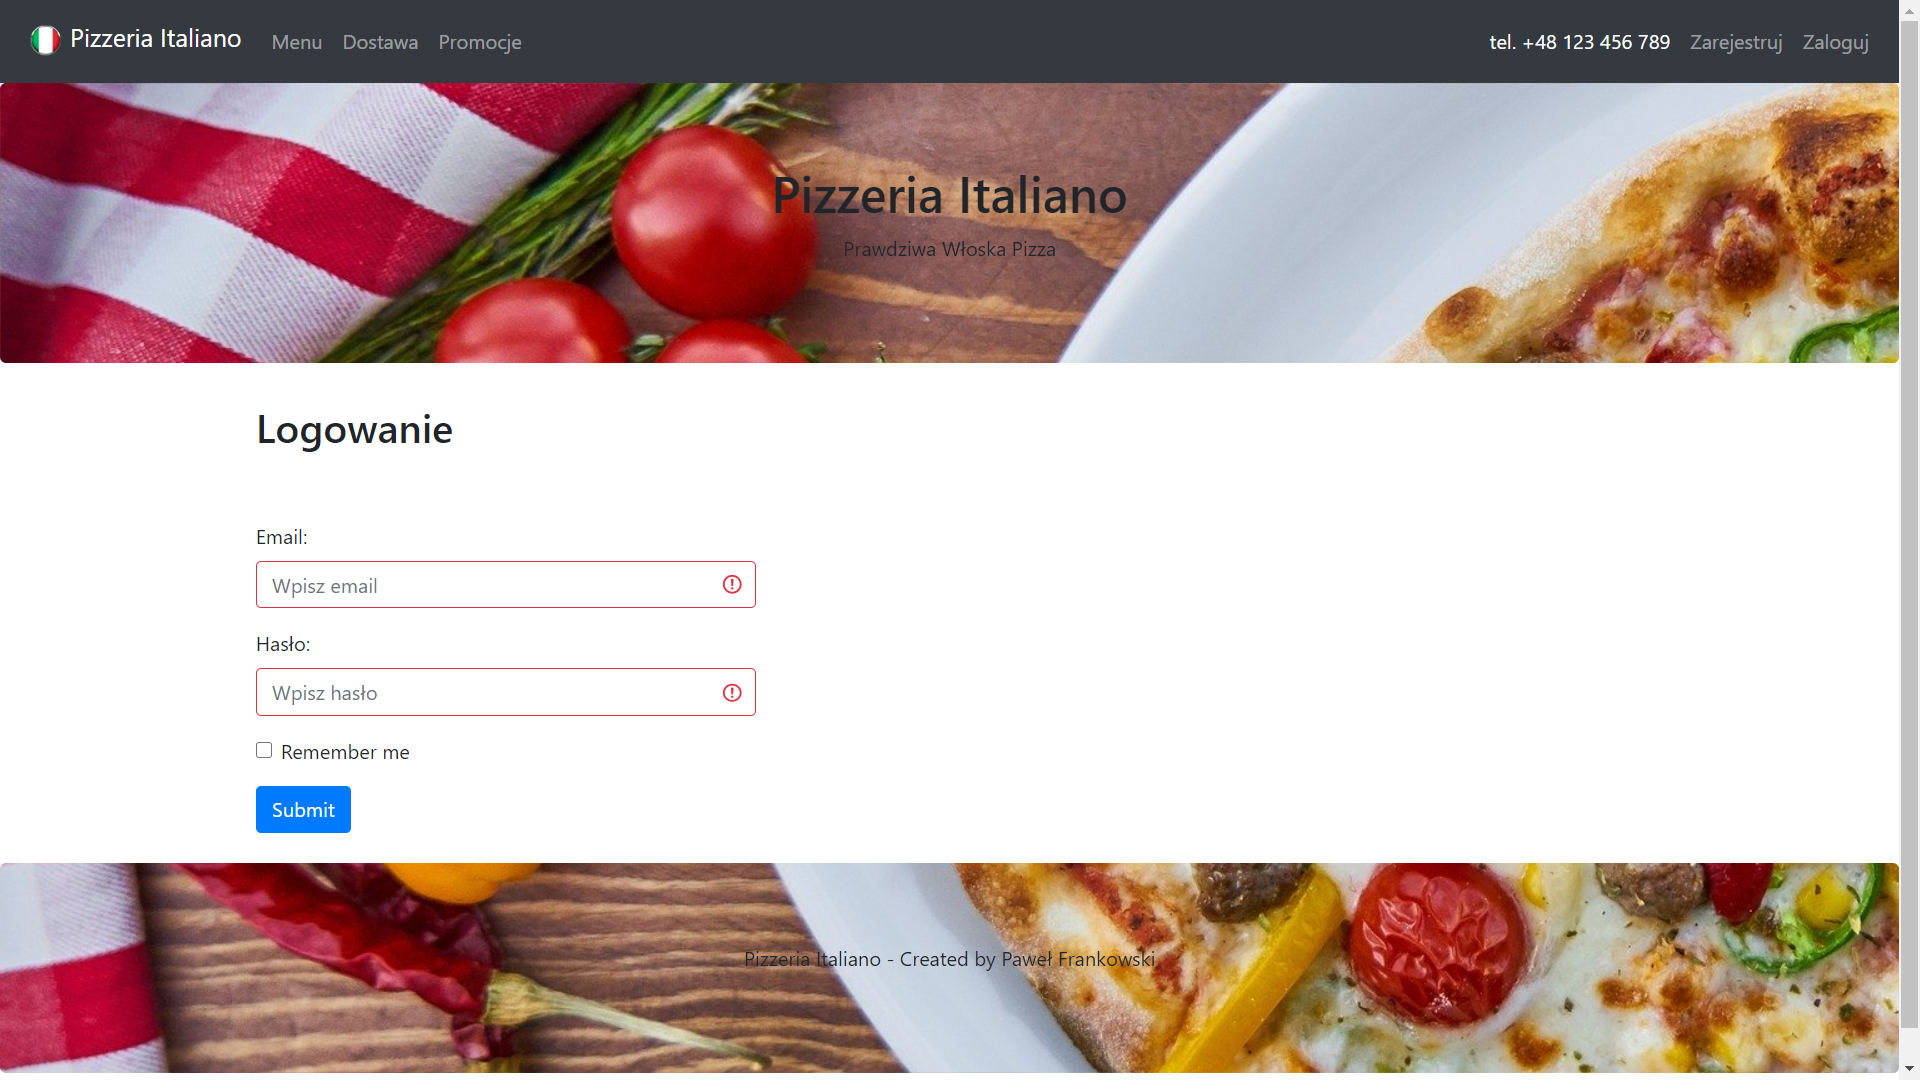 Pizzeria Italiano Menu Dostawa Promocje tel. +48 123 456 789 Zarejestruj Zaloguj
Pizzeria Italiano
Prawdziwa Włoska Pizza
Logowanie
Email:
Wpisz email
Hasło:
Wpisz hasło
Remember me
Submit
Pizzeria Italiano - Created by Paweł Frankowski